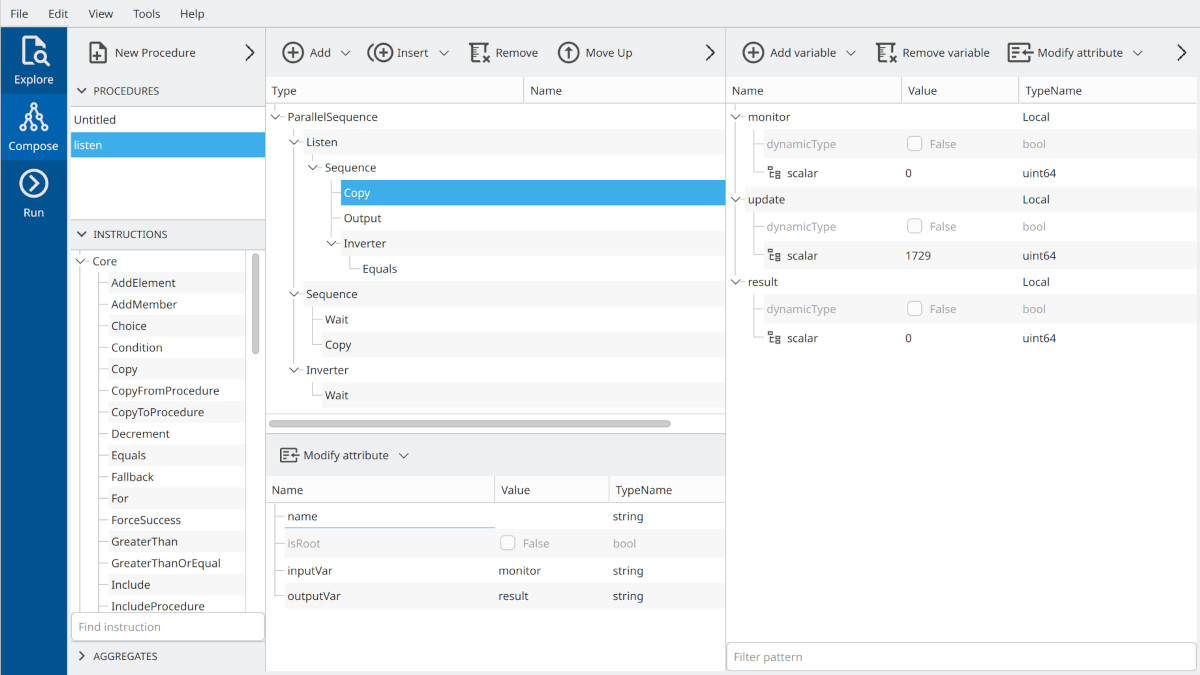 File Edit View Tools Help
Explore
Compose
Run
New Procedure
PROCEDURES
Untitled
listen
INSTRUCTIONS
Core
AddElement
AddMember
Choice
Condition
Copy
CopyFromProcedure
CopyToProcedure
Decrement
Equals
Fallback
For
ForceSuccess
GreaterThan
GreaterThanOrEqual
Include
IncludeProcedure
Find instruction
AGGREGATES
Add Insert Remove Move Up
Type Name
ParallelSequence
Listen
Sequence
Copy
Output
Inverter
Equals
Sequence
Wait
Copy
Inverter
Wait
Modify attribute
Name Value TypeName
name string
isRoot False bool
inputVar monitor string
outputVar result string
Add variable Remove variable Modify attribute
Name Value TypeName
monitor Local
dynamicType False bool
scalar 0 uint64
update Local
dynamicType False bool
scalar 1729 uint64
result Local
dynamicType False bool
scalar 0 uint64
Filter pattern